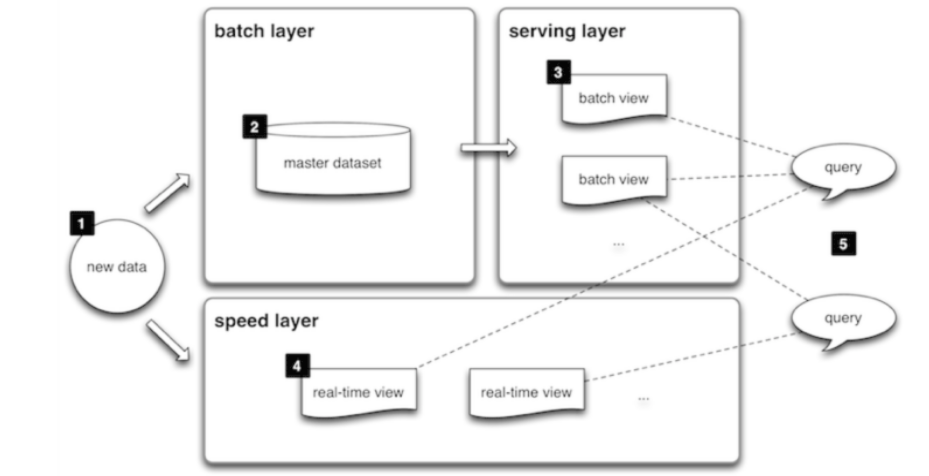 batch layer
serving layer
3
batch view
2
master dataset
query
batch view
1
...
5
new data
speed layer
query
4
real-time view
real-time view
...